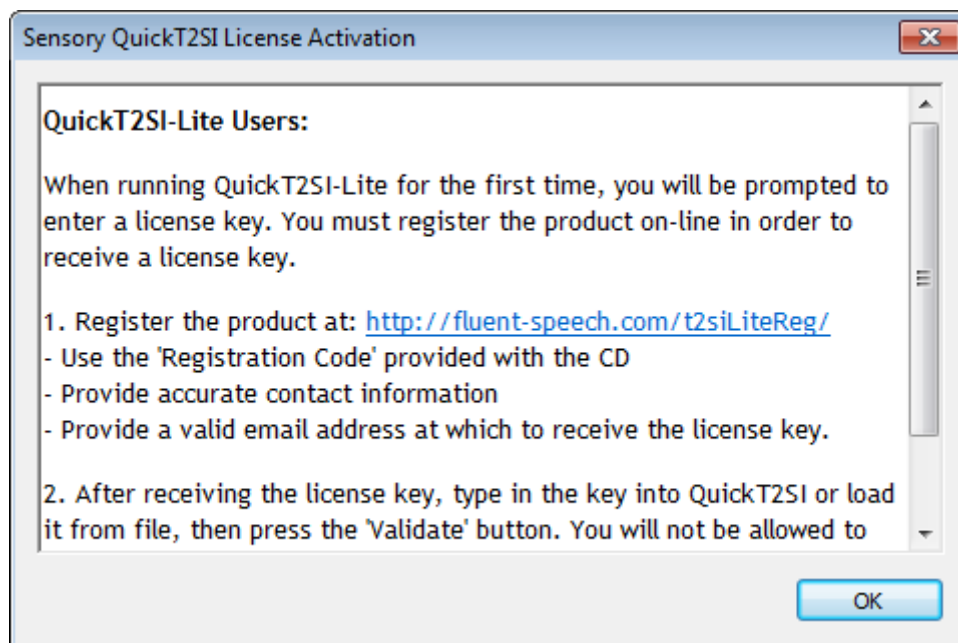 Sensory QuickT2SI License Activation
QuickT2SI-Lite Users:
When running QuickT2SI-Lite for the first time, you will be prompted to
enter a license key. You must register the product on-line in order to
receive a license key.
1. Register the product at: http://fluent-speech.com/t2siLiteReg/
- Use the 'Registration Code' provided with the CD
- Provide accurate contact information
- Provide a valid email address at which to receive the license key.
2. After receiving the license key, type in the key into QuickT2SI or load
it from file, then press the 'Validate' button. You will not be allowed to
OK